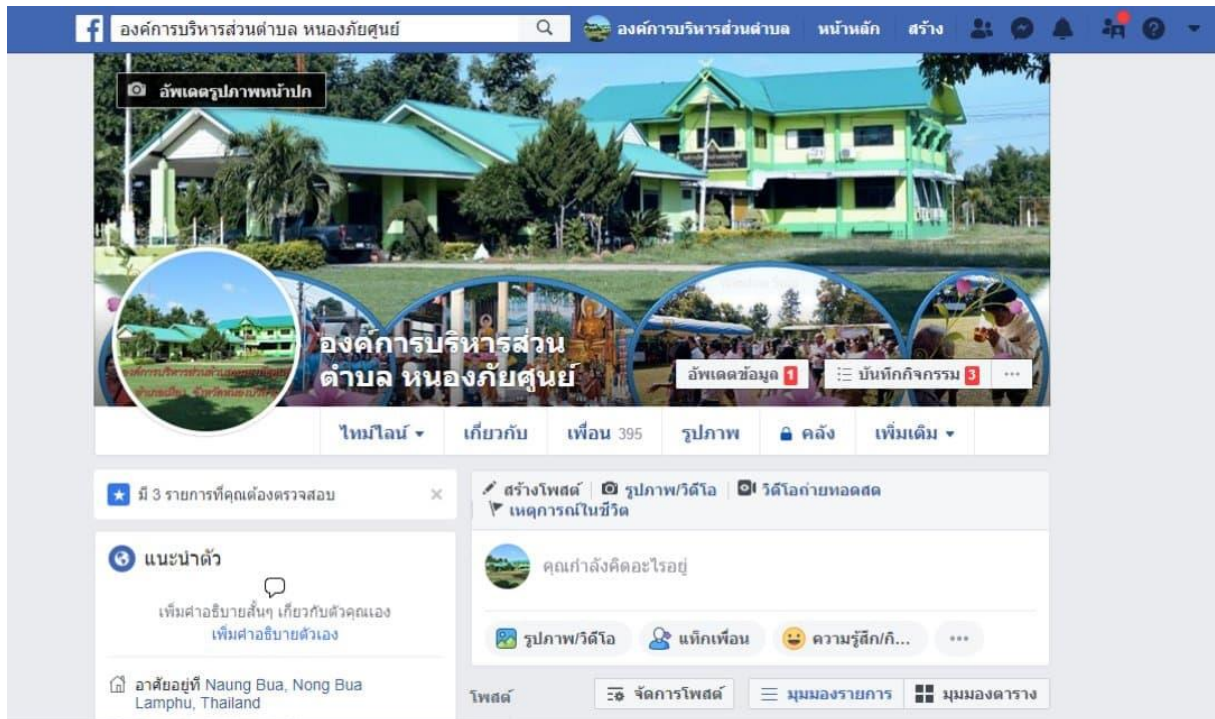 องค์การบริหารส่วนตำบล หนองภัยศูนย์
องค์การบริหารส่วนตำบล หน้าหลัก สร้าง
อัพเดตรูปภาพหน้าปก
องค์การบริหารส่วน
ตำบล หนองภัยศูนย์
อัพเดตข้อมูล 1
บันทึกกิจกรรม 3
ไทม์ไลน์ เกี่ยวกับ เพื่อน 395 รูปภาพ คลัง เพิ่มเติม
มี 3 รายการที่คุณต้องตรวจสอบ
แนะนำตัว
เพิ่มคำอธิบายสั้นๆ เกี่ยวกับตัวคุณเอง
เพิ่มคำอธิบายตัวเอง
อาศัยอยู่ที่ Naung Bua, Nong Bua
Lamphu, Thailand
สร้างโพสต์ รูปภาพ/วิดีโอ วิดีโอถ่ายทอดสด
เหตุการณ์ในชีวิต
คุณกำลังคิดอะไรอยู่
รูปภาพ/วิดีโอ แท็กเพื่อน ความรู้สึก/กิ...
โพสต์ จัดการโพสต์ มุมมองรายการ มุมมองตาราง